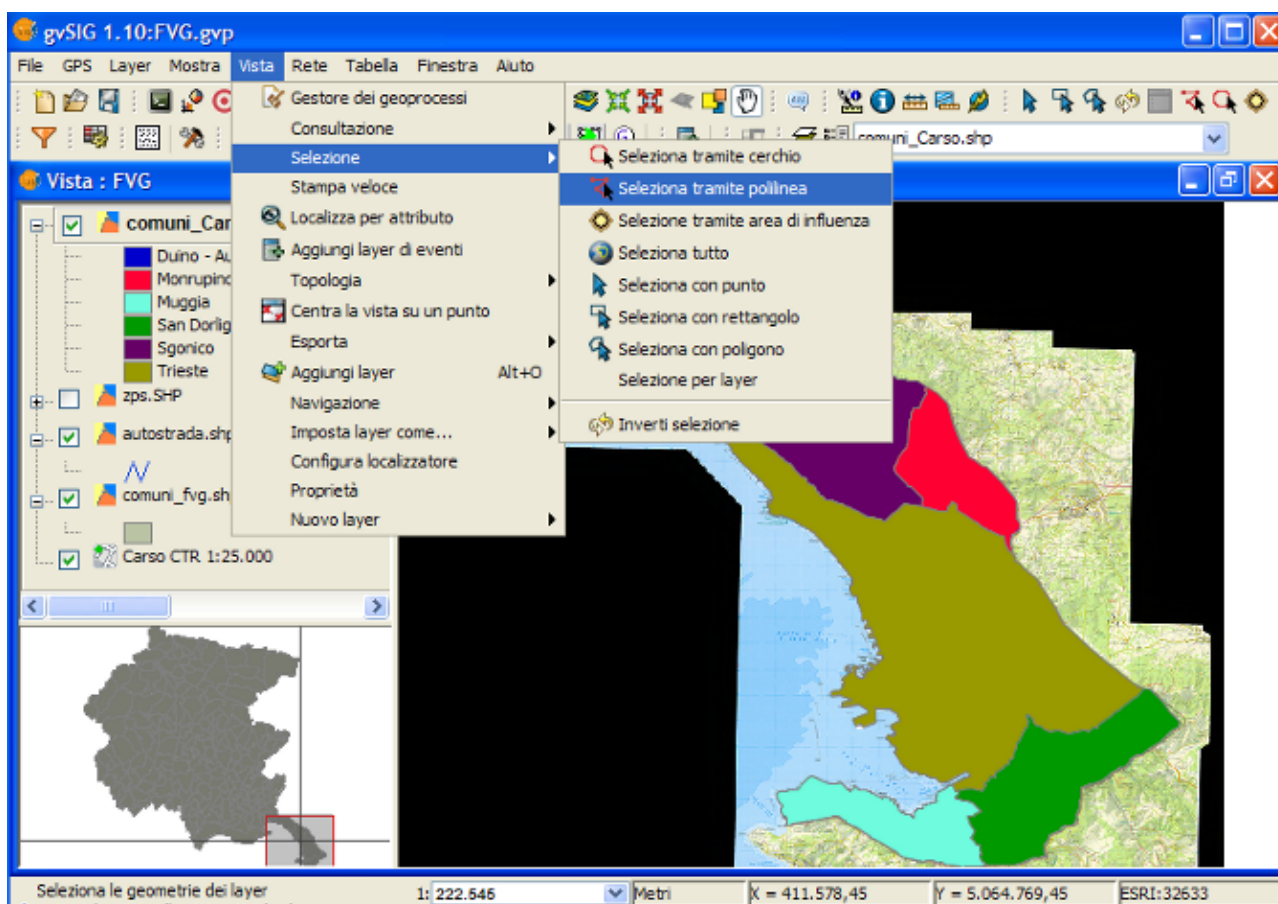 gvSIG 1.10:FVG.gvp
File GPS Layer Mostra Vista Rete Tabella Finestra Aiuto
comuni_Carso.shp
Gestore dei geoprocessi
Consultazione
Selezione
Stampa veloce
Localizza per attributo
Aggiungi layer di eventi
Topologia
Centra la vista su un punto
Esporta
Aggiungi layer Alt+O
Navigazione
Imposta layer come...
Configura localizzatore
Proprietà
Nuovo layer
Seleziona tramite cerchio
Seleziona tramite polilinea
Selezione tramite area di influenza
Seleziona tutto
Seleziona con punto
Seleziona con rettangolo
Seleziona con poligono
Selezione per layer
Inverti selezione
Vista : FVG
comuni_Car
Duino - Au
Monrupino
Muggia
San Dorlig
Sgonico
Trieste
zps.SHP
autostrada.shp
comuni_fvg.sh
Carso CTR 1:25.000
Seleziona le geometrie dei layer 1: 222.546 Metri X = 411.578,45 Y = 5.064.769,45 ESRI:32633